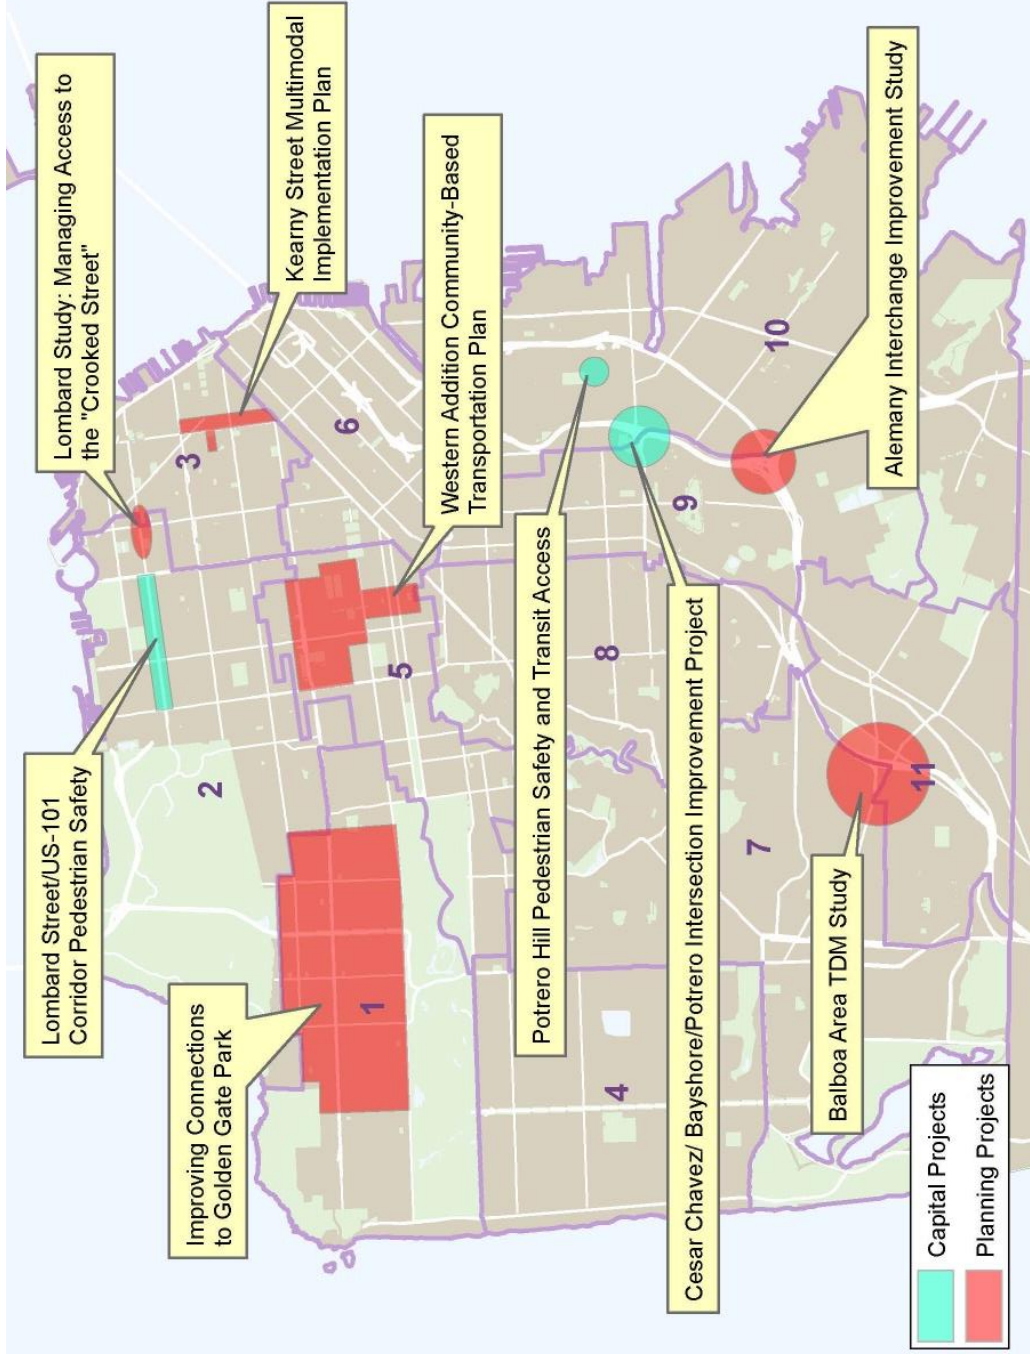 Lombard Study: Managing Access to
the "Crooked Street"
Lombard Street/US-101
Corridor Pedestrian Safety
Kearny Street Multimodal
Implementation Plan
Improving Connections
to Golden Gate Park
Western Addition Community-Based
Transportation Plan
Potrero Hill Pedestrian Safety and Transit Access
Cesar Chavez/ Bayshore/Potrero Intersection Improvement Project
Balboa Area TDM Study
Alemany Interchange Improvement Study
1
2
3
4
5
6
7
8
9
10
11
Capital Projects
Planning Projects